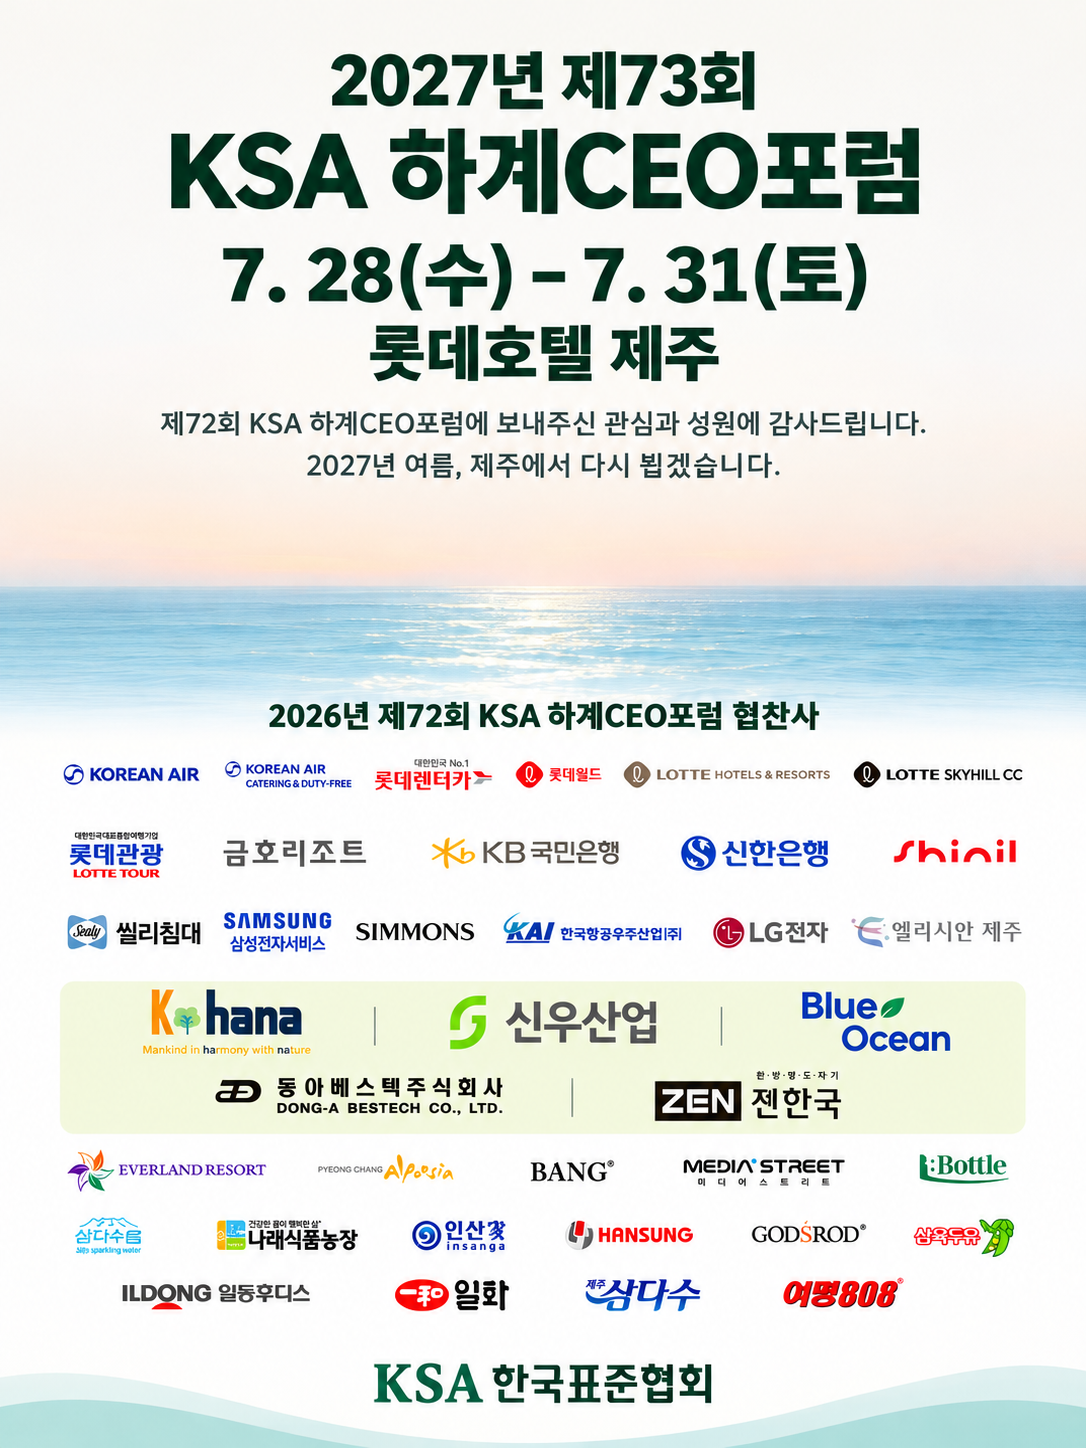 2027년 제73회
KSA 하계CEO포럼
7. 28(수) – 7. 31(토)
롯데호텔 제주
제72회 KSA 하계CEO포럼에 보내주신 관심과 성원에 감사드립니다.
2027년 여름, 제주에서 다시 뵙겠습니다.
2026년 제72회 KSA 하계CEO포럼 협찬사
KOREAN AIR
KOREAN AIR
CATERING & DUTY-FREE
대한민국 No.1
롯데렌터카
롯데월드
LOTTE HOTELS & RESORTS
LOTTE SKYHILL CC
대한민국대표종합여행기업
롯데관광
LOTTE TOUR
금호리조트
KB 국민은행
신한은행
Shinil
Sealy 씰리침대
SAMSUNG
삼성전자서비스
SIMMONS
KAI 한국항공우주산업(주)
LG전자
엘리시안 제주
K hana
Mankind in harmony with nature
신우산업
Blue
Ocean
동아베스텍주식회사
DONG-A BESTECH CO., LTD.
환·방·명·도·자·기
ZEN 젠한국
EVERLAND RESORT
PYEONG CHANG Alpensia
BANG®
MEDIA STREET
미디어스트리트
Bottle
삼다수
sparkling water
건강한 끓여 행복한 삶
나래식품농장
인산家
insanga
HANSUNG
GODSROD®
삼육두유
ILDONG 일동후디스
一和 일화
제주 삼다수
여명808®
KSA 한국표준협회